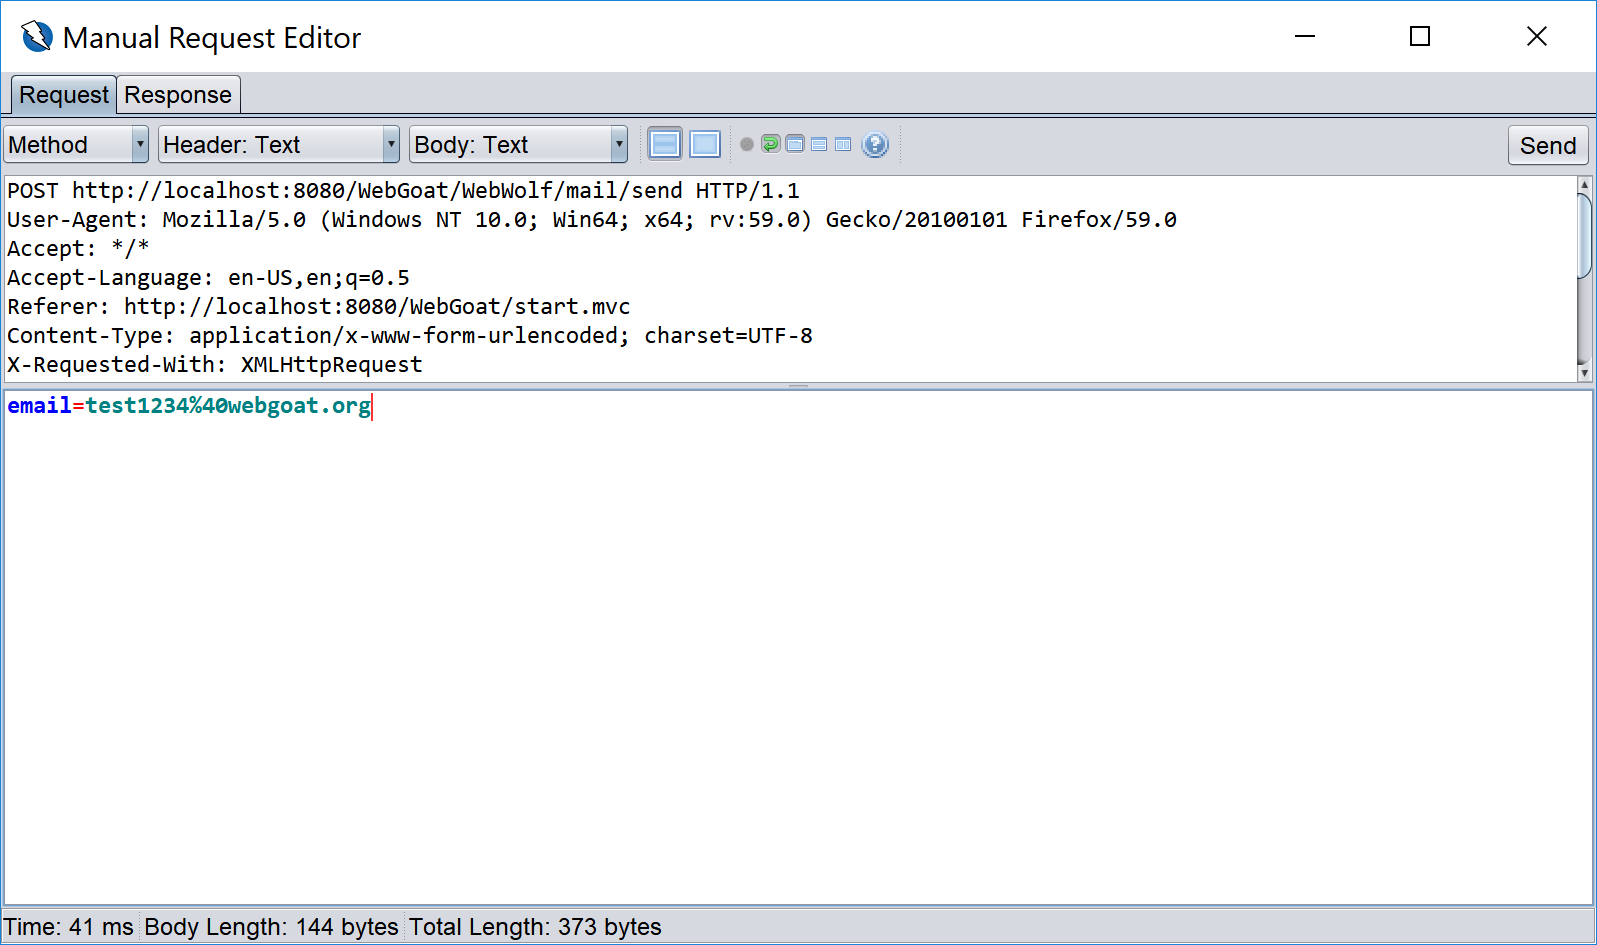 Manual Request Editor
Request Response
Method Header: Text Body: Text Send
POST http://localhost:8080/WebGoat/WebWolf/mail/send HTTP/1.1
User-Agent: Mozilla/5.0 (Windows NT 10.0; Win64; x64; rv:59.0) Gecko/20100101 Firefox/59.0
Accept: */*
Accept-Language: en-US,en;q=0.5
Referer: http://localhost:8080/WebGoat/start.mvc
Content-Type: application/x-www-form-urlencoded; charset=UTF-8
X-Requested-With: XMLHttpRequest
email=test1234%40webgoat.org
Time: 41 ms Body Length: 144 bytes Total Length: 373 bytes